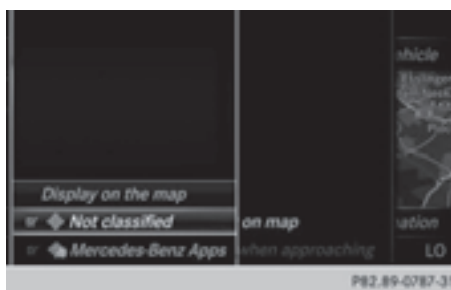 Display on the map
Not classified
Mercedes-Benz Apps
on map
when approaching
LO
P82.89-0787-31